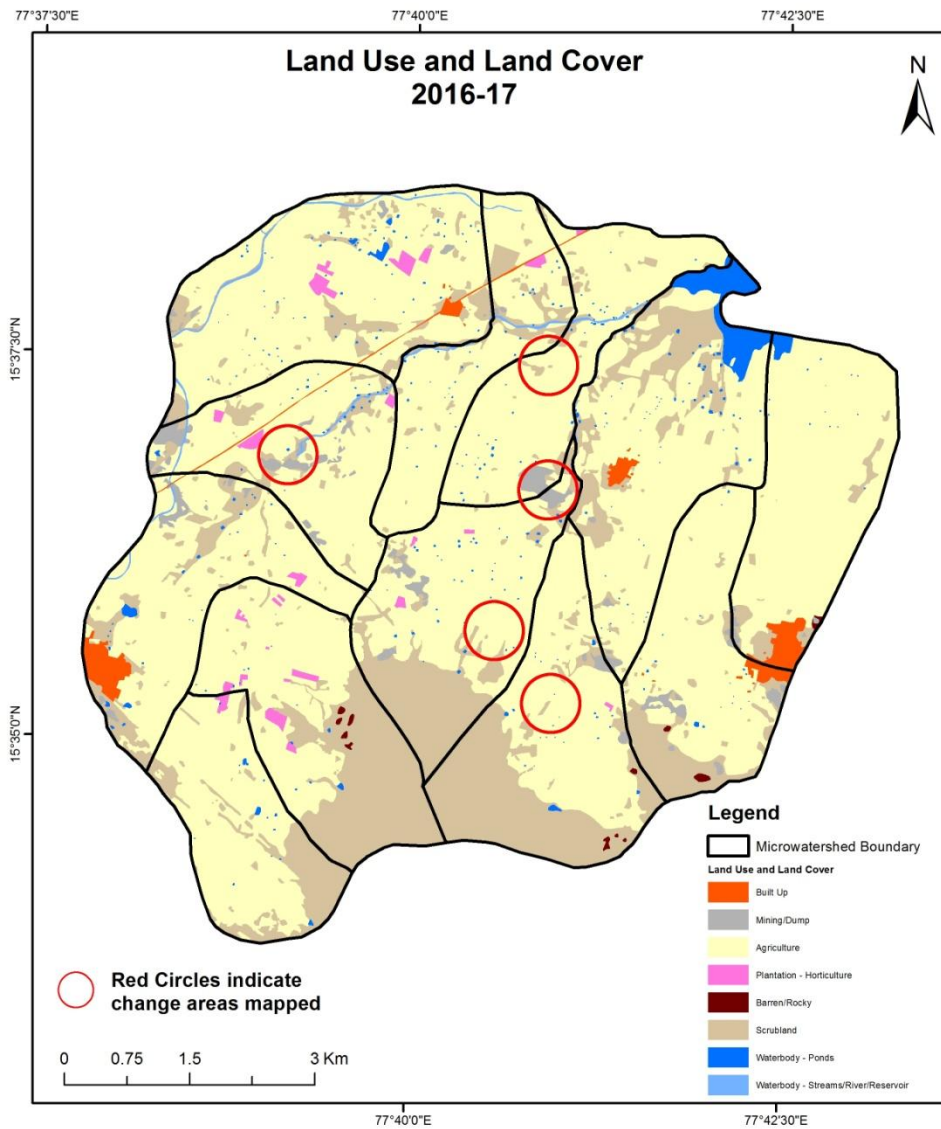 77°37'30"E
77°40'0"E
77°42'30"E
Land Use and Land Cover
2016-17
N
15°37'30"N
15°35'0"N
Legend
Microwatershed Boundary
Land Use and Land Cover
Built Up
Mining/Dump
Agriculture
Plantation - Horticulture
Barren/Rocky
Scrubland
Waterbody - Ponds
Waterbody - Streams/River/Reservoir
Red Circles indicate
change areas mapped
0 0.75 1.5 3 Km
77°40'0"E
77°42'30"E